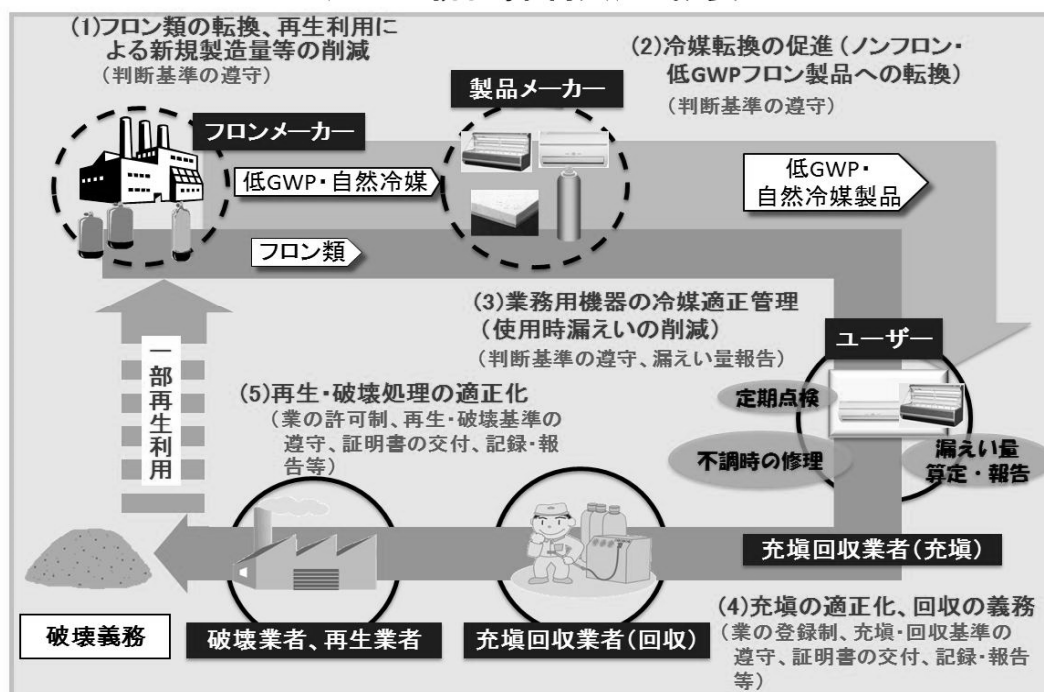 (1)フロン類の転換、再生利用に
よる新規製造量等の削減
(判断基準の遵守)
(2)冷媒転換の促進(ノンフロン・
低GWPフロン製品への転換)
(判断基準の遵守)
製品メーカー
フロンメーカー
低GWP・自然冷媒
低GWP・
自然冷媒製品
フロン類
(3)業務用機器の冷媒適正管理
(使用時漏えいの削減)
(判断基準の遵守、漏えい量報告)
ユーザー
定期点検
不調時の修理
漏えい量
算定・報告
一部再生利用
(5)再生・破壊処理の適正化
(業の許可制、再生・破壊基準の
遵守、証明書の交付、記録・報
告等)
充塡回収業者(充塡)
破壊義務
破壊業者、再生業者
充塡回収業者(回収)
(4)充塡の適正化、回収の義務
(業の登録制、充塡・回収基準の
遵守、証明書の交付、記録・報告
等)